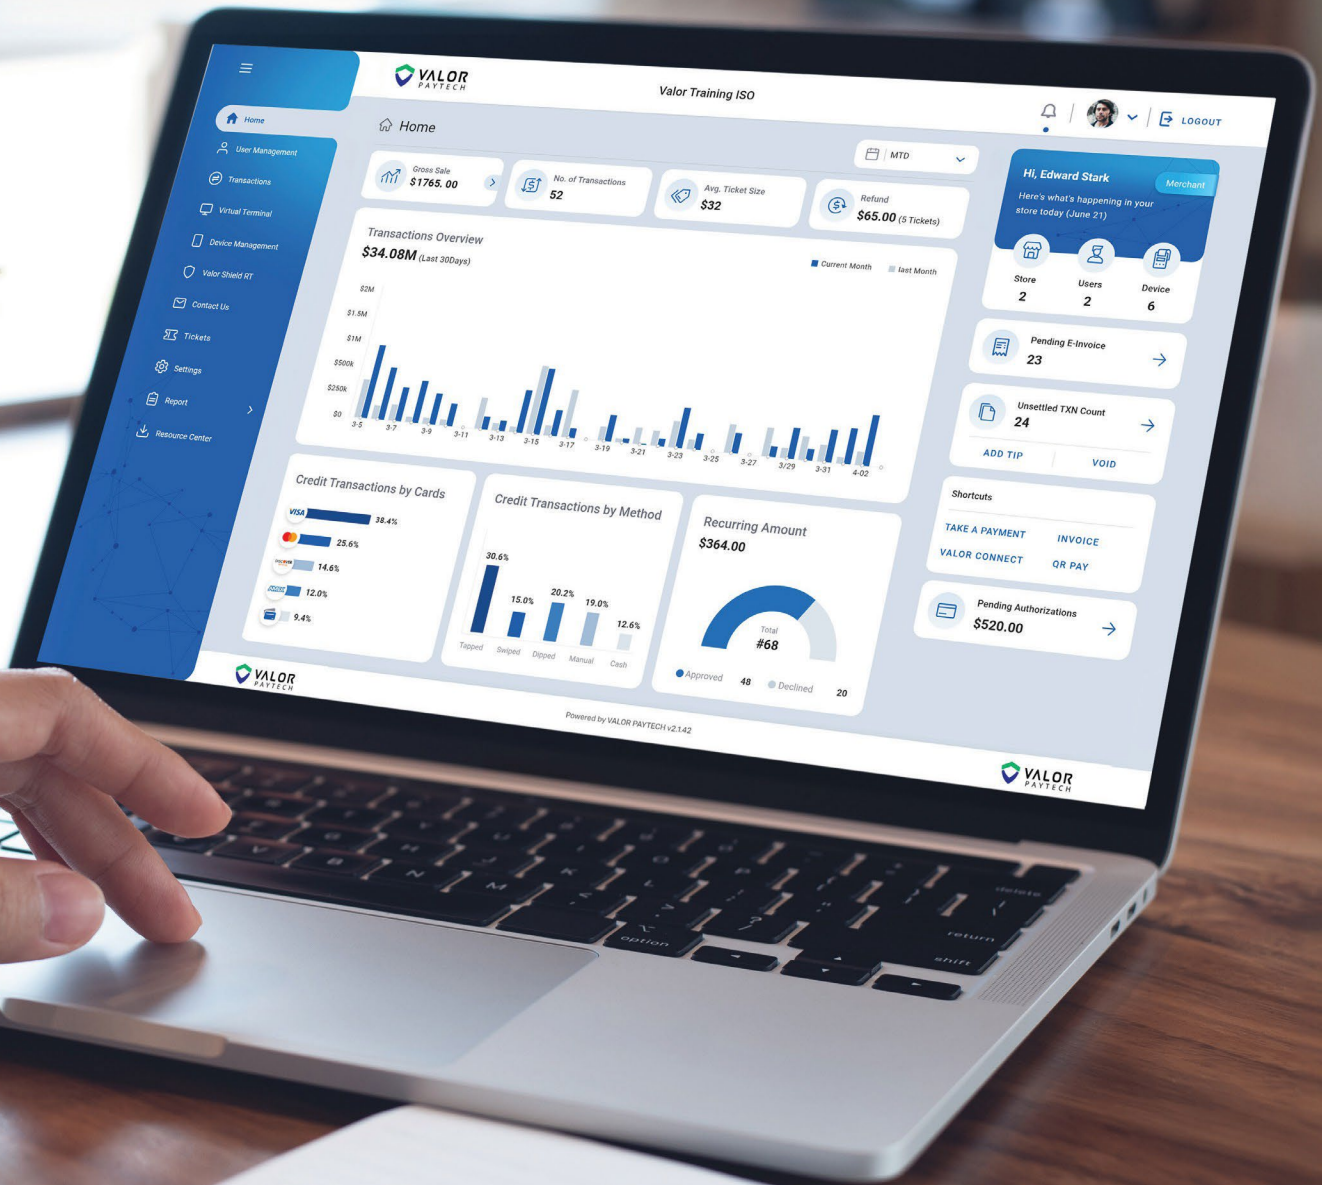 VALOR
PAYTECH
Valor Training ISO
LOGOUT
Home
User Management
Transactions
Virtual Terminal
Device Management
Valor Shield RT
Contact Us
Tickets
Settings
Report
Resource Center
Home
MTD
Gross Sale
$1765. 00
No. of Transactions
52
Avg. Ticket Size
$32
Refund
$65.00 (5 Tickets)
Transactions Overview
$34.08M (Last 30Days)
Current Month
last Month
$2M
$1.5M
$1M
$500k
$250k
$0
3-5 3-7 3-9 3-11 3-13 3-15 3-17 3-19 3-21 3-23 3-25 3-27 3/29 3-31 4-02
Hi, Edward Stark
Merchant
Here's what's happening in your
store today (June 21)
Store Users Device
2 2 6
Pending E-Invoice
23
Unsettled TXN Count
24
ADD TIP VOID
Shortcuts
TAKE A PAYMENT INVOICE
VALOR CONNECT QR PAY
Pending Authorizations
$520.00
Credit Transactions by Cards
VISA 38.4%
25.6%
DISCOVER 14.6%
12.0%
9.4%
Credit Transactions by Method
30.6% 15.0% 20.2% 19.0% 12.6%
Tapped Swiped Dipped Manual Cash
Recurring Amount
$364.00
Total
#68
Approved 48 Declined 20
VALOR
PAYTECH
Powered by VALOR PAYTECH v2.1.42
VALOR
PAYTECH
V B N M
delete
return
shift
option